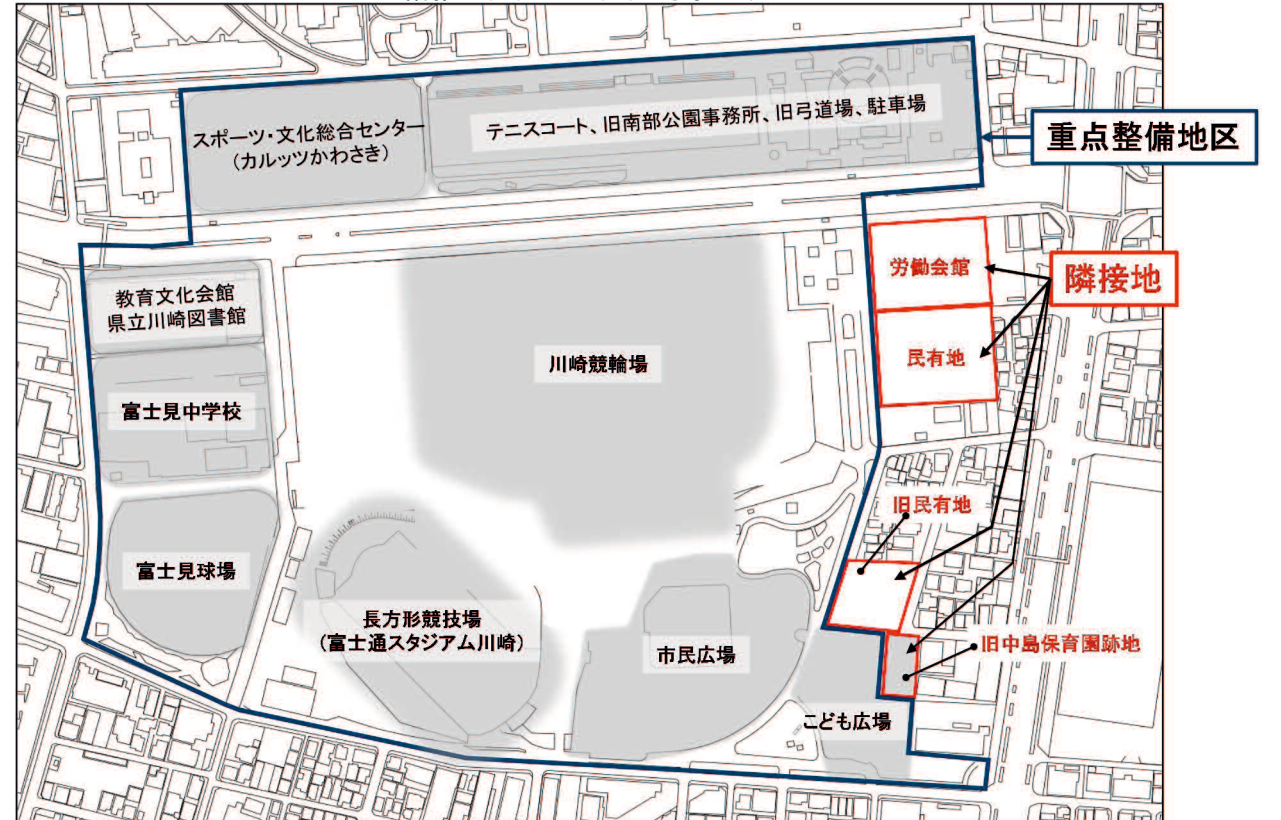 スポーツ・文化総合センター
(カルッツかわさき)
テニスコート、旧南部公園事務所、旧弓道場、駐車場
重点整備地区
労働会館
隣接地
民有地
教育文化会館
県立川崎図書館
川崎競輪場
富士見中学校
旧民有地
富士見球場
長方形競技場
(富士通スタジアム川崎)
市民広場
旧中島保育園跡地
こども広場